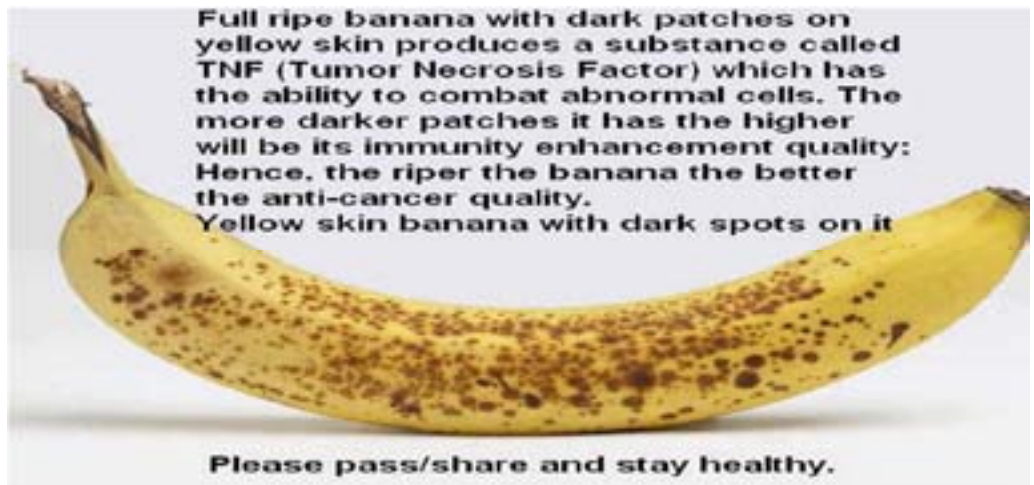 Full ripe banana with dark patches on
yellow skin produces a substance called
TNF (Tumor Necrosis Factor) which has
the ability to combat abnormal cells. The
more darker patches it has the higher
will be its immunity enhancement quality:
Hence, the riper the banana the better
the anti-cancer quality.
Yellow skin banana with dark spots on it
Please pass/share and stay healthy.